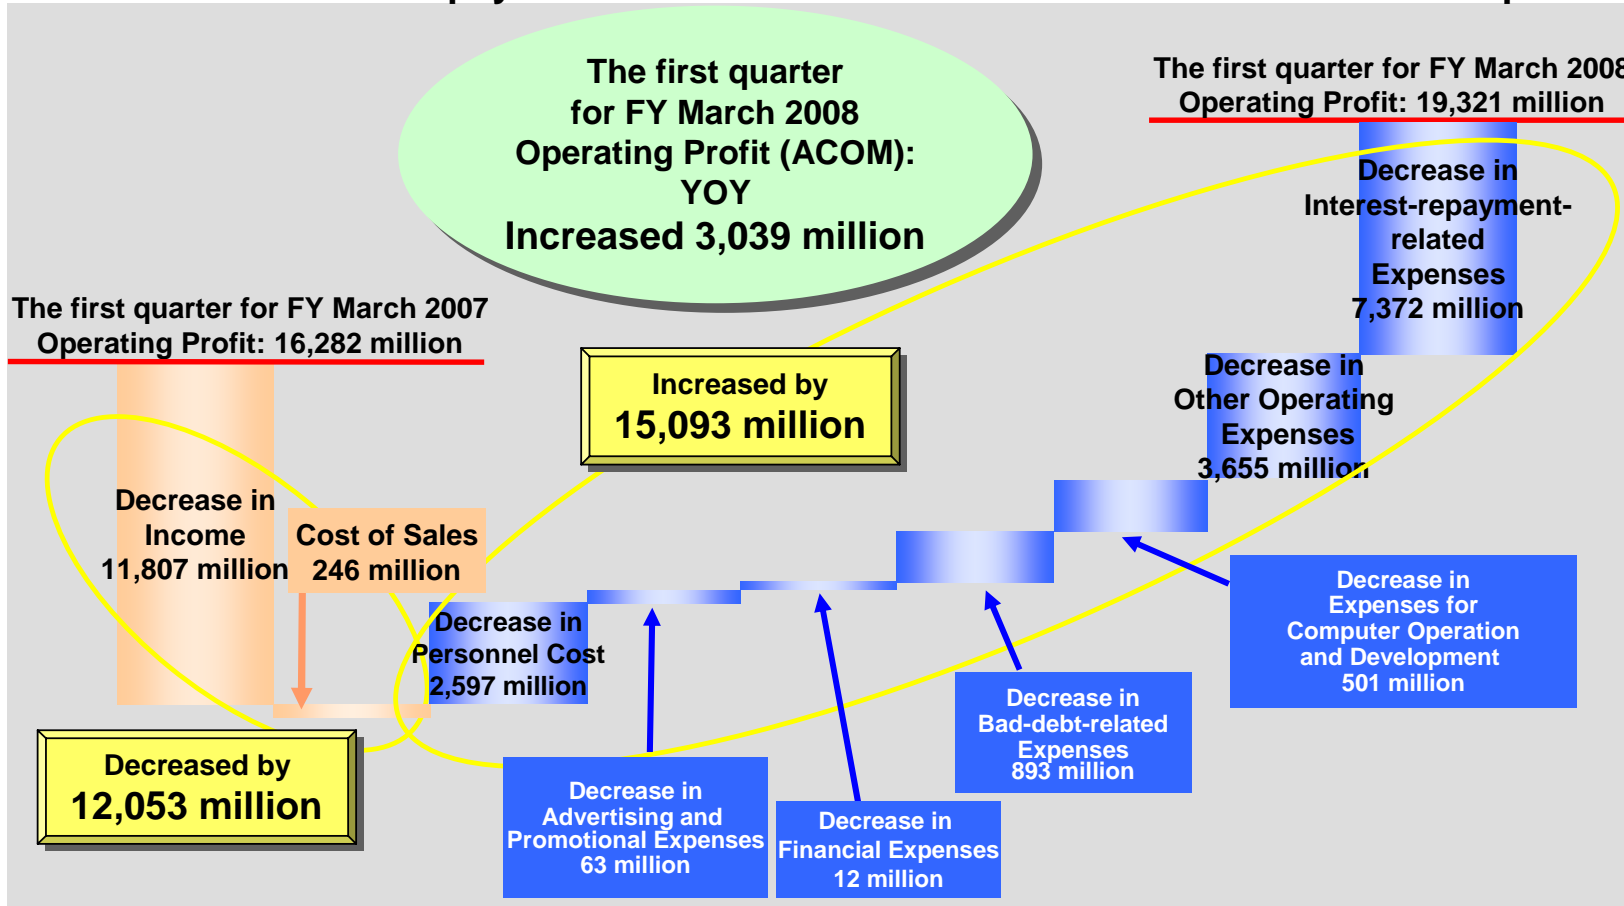 The first quarter
for FY March 2008
Operating Profit (ACOM):
YOY
Increased 3,039 million
The first quarter for FY March 2008
Operating Profit: 19,321 million
Decrease in
Interest-repayment-
related
Expenses
7,372 million
The first quarter for FY March 2007
Operating Profit: 16,282 million
Increased by
15,093 million
Decrease in
Other Operating
Expenses
3,655 million
Decrease in
Income
11,807 million
Cost of Sales
246 million
Decrease in
Personnel Cost
2,597 million
Decrease in
Expenses for
Computer Operation
and Development
501 million
Decrease in
Bad-debt-related
Expenses
893 million
Decreased by
12,053 million
Decrease in
Advertising and
Promotional Expenses
63 million
Decrease in
Financial Expenses
12 million